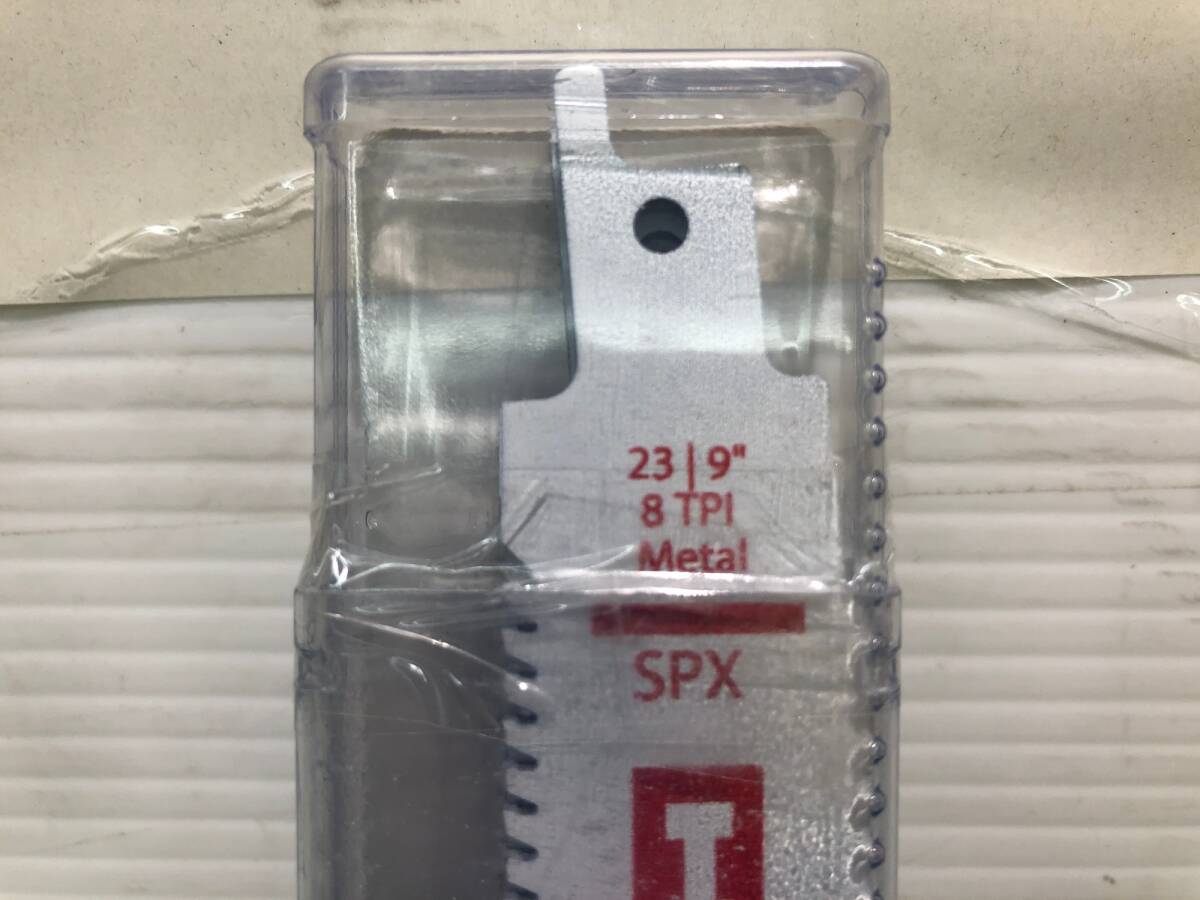 23 | 9"
8 TPI
Metal
SPX